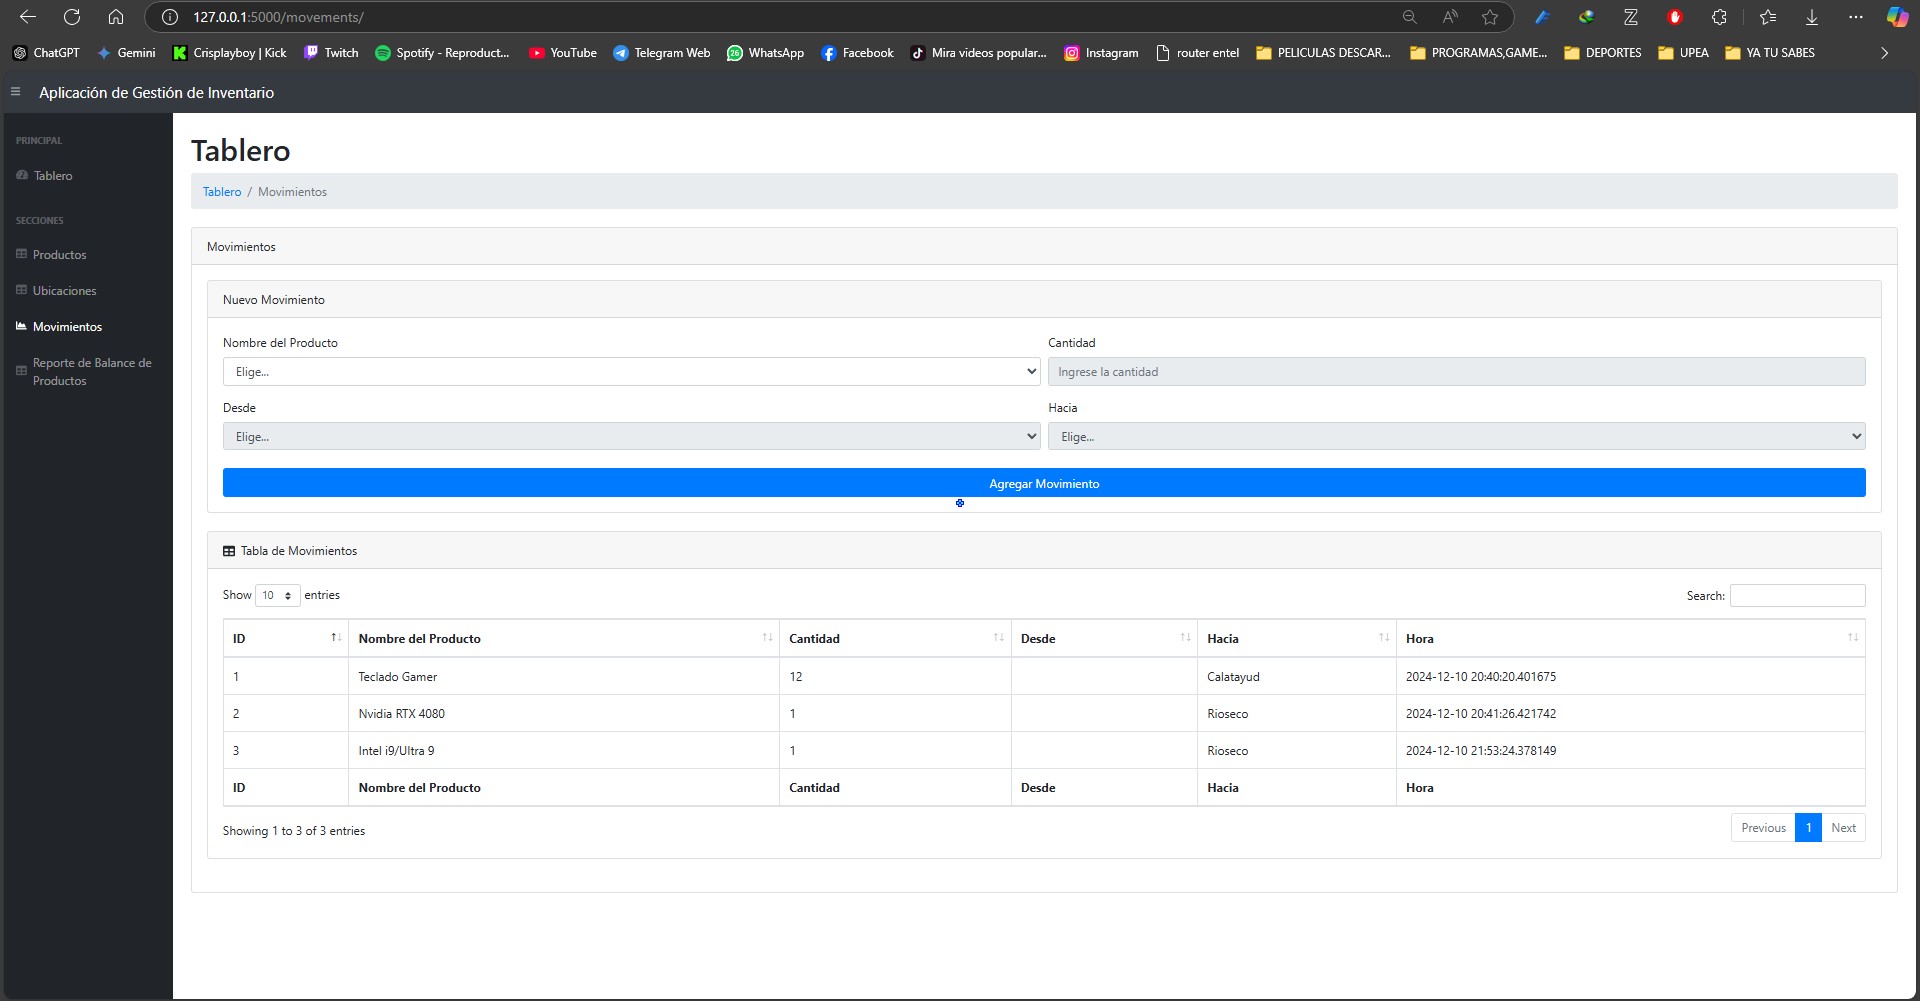 127.0.0.1:5000/movements/
ChatGPT Gemini Crisplayboy | Kick Twitch Spotify - Reproduct... YouTube Telegram Web 26 WhatsApp Facebook Mira videos popular... Instagram router entel PELICULAS DESCAR... PROGRAMAS,GAME... DEPORTES UPEA YA TU SABES
Aplicación de Gestión de Inventario
PRINCIPAL
Tablero
SECCIONES
Productos
Ubicaciones
Movimientos
Reporte de Balance de
Productos
Tablero
Tablero / Movimientos
Movimientos
Nuevo Movimiento
Nombre del Producto Cantidad
Elige... Ingrese la cantidad
Desde Hacia
Elige... Elige...
Agregar Movimiento
Tabla de Movimientos
Show 10 entries Search:
ID Nombre del Producto Cantidad Desde Hacia Hora
1 Teclado Gamer 12 Calatayud 2024-12-10 20:40:20.401675
2 Nvidia RTX 4080 1 Rioseco 2024-12-10 20:41:26.421742
3 Intel i9/Ultra 9 1 Rioseco 2024-12-10 21:53:24.378149
ID Nombre del Producto Cantidad Desde Hacia Hora
Showing 1 to 3 of 3 entries Previous 1 Next